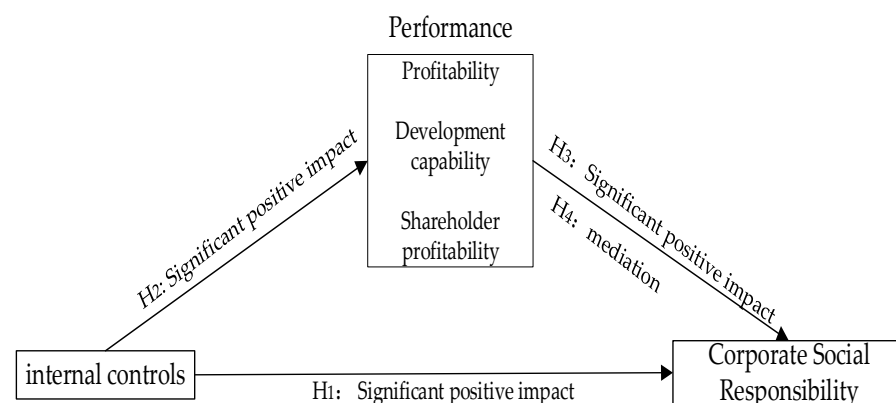 Performance
Profitability
Development
capability
Shareholder
profitability
H2: Significant positive impact
H3: Significant positive impact
H4: mediation
internal controls
H1: Significant positive impact
Corporate Social
Responsibility